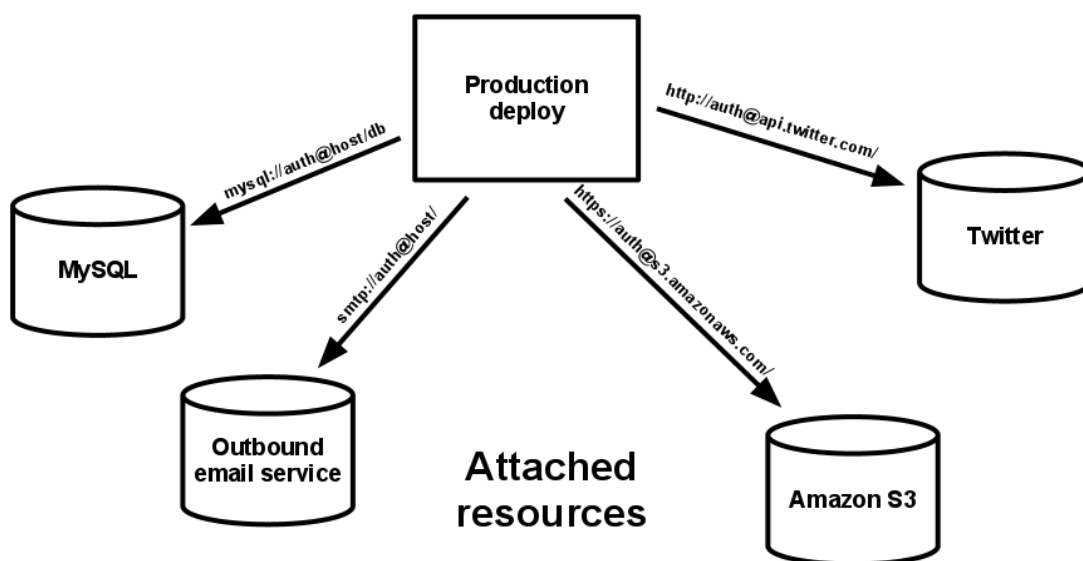 Production
deploy
mysql://auth@host/db
smtp://auth@host/
https://auth@s3.amazonaws.com/
http://auth@api.twitter.com/
MySQL
Twitter
Outbound
email service
Attached
resources
Amazon S3